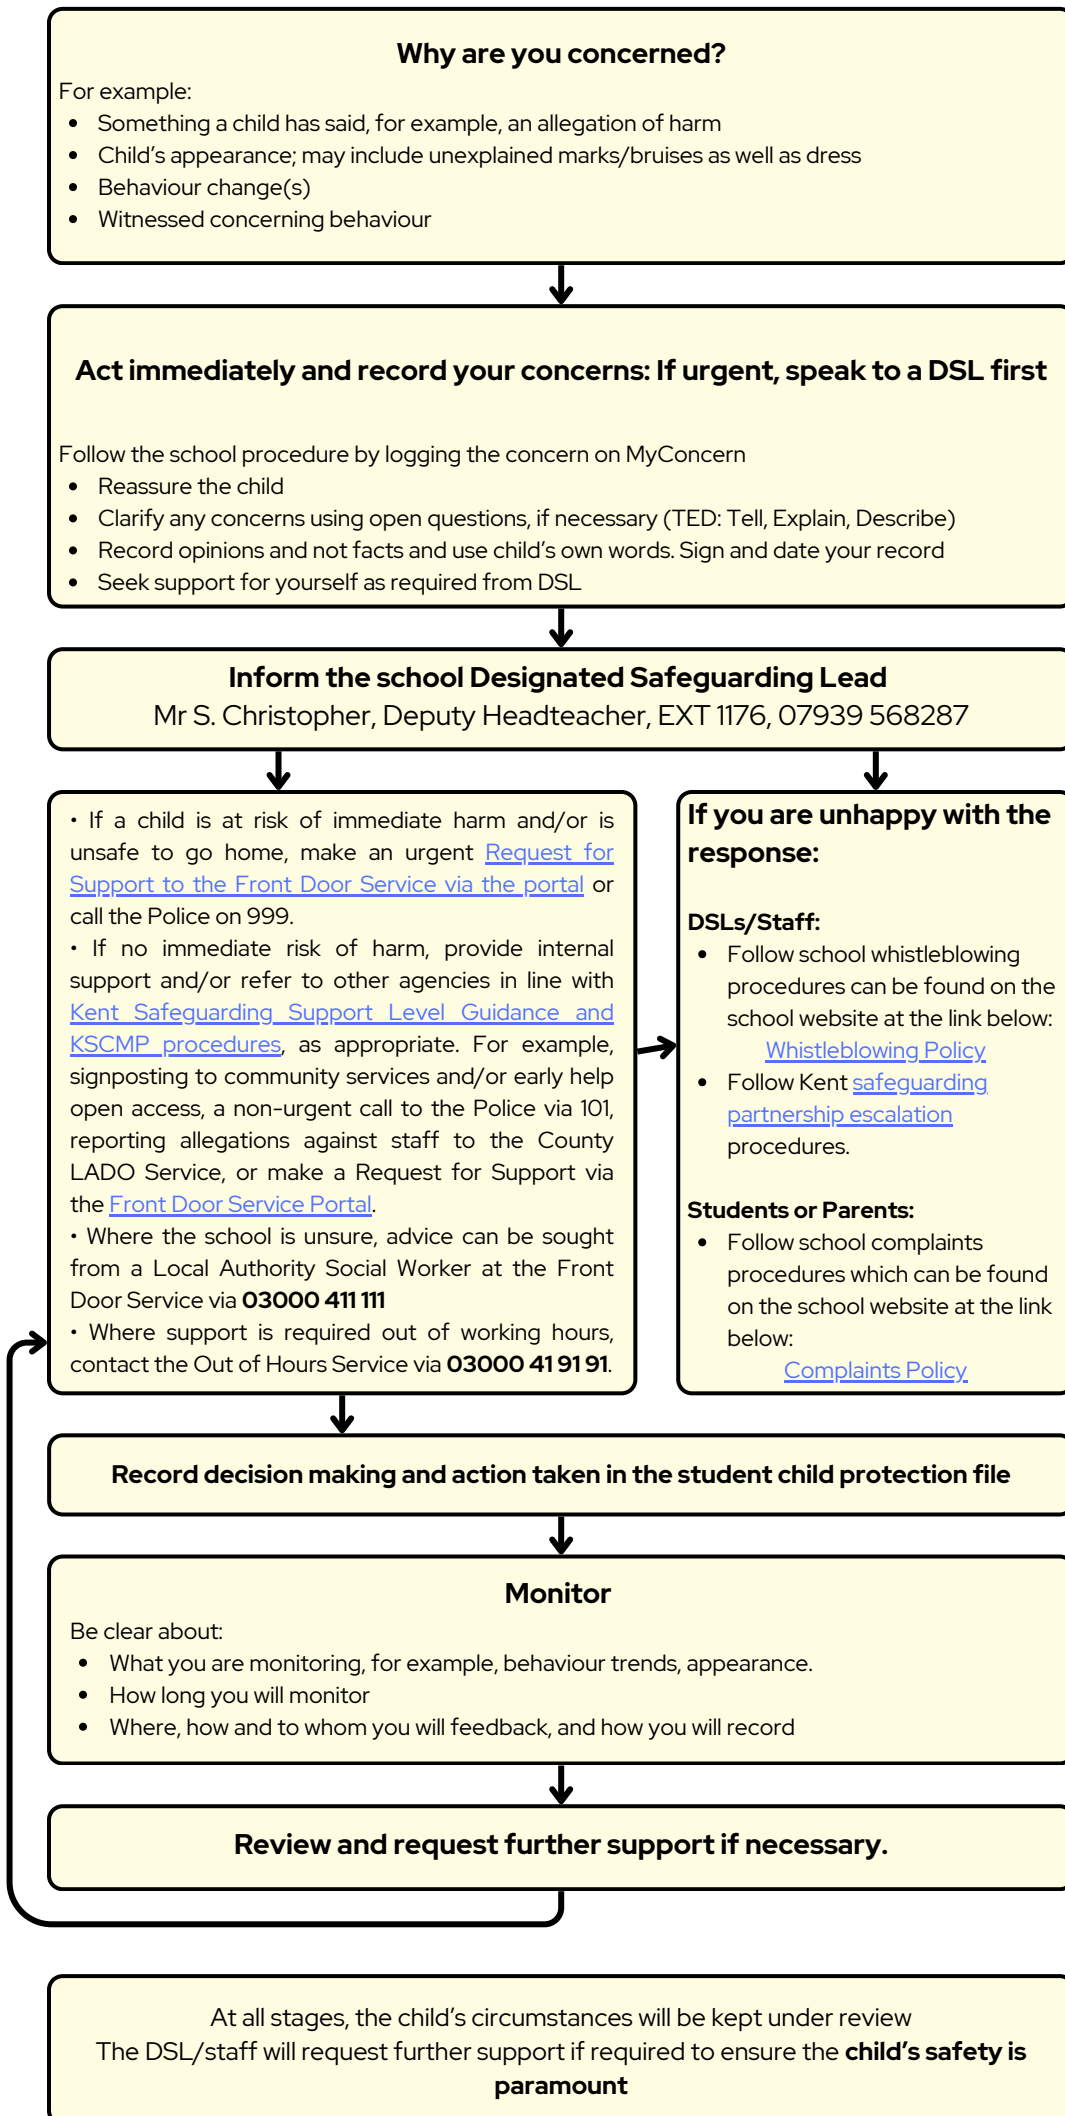 Why are you concerned?
For example:
• Something a child has said, for example, an allegation of harm
• Child's appearance; may include unexplained marks/bruises as well as dress
• Behaviour change(s)
• Witnessed concerning behaviour
Act immediately and record your concerns: If urgent, speak to a DSL first
Follow the school procedure by logging the concern on MyConcern
• Reassure the child
• Clarify any concerns using open questions, if necessary (TED: Tell, Explain, Describe)
• Record opinions and not facts and use child's own words. Sign and date your record
• Seek support for yourself as required from DSL
Inform the school Designated Safeguarding Lead
Mr S. Christopher, Deputy Headteacher, EXT 1176, 07939 568287
• If a child is at risk of immediate harm and/or is
unsafe to go home, make an urgent Request for
Support to the Front Door Service via the portal or
call the Police on 999.
• If no immediate risk of harm, provide internal
support and/or refer to other agencies in line with
Kent Safeguarding Support Level Guidance and
KSCMP procedures, as appropriate. For example,
signposting to community services and/or early help
open access, a non-urgent call to the Police via 101,
reporting allegations against staff to the County
LADO Service, or make a Request for Support via
the Front Door Service Portal.
• Where the school is unsure, advice can be sought
from a Local Authority Social Worker at the Front
Door Service via 03000 411 111
• Where support is required out of working hours,
contact the Out of Hours Service via 03000 41 91 91.
If you are unhappy with the
response:
DSLs/Staff:
• Follow school whistleblowing
procedures can be found on the
school website at the link below:
Whistleblowing Policy
• Follow Kent safeguarding
partnership escalation
procedures.
Students or Parents:
• Follow school complaints
procedures which can be found
on the school website at the link
below:
Complaints Policy
Record decision making and action taken in the student child protection file
Monitor
Be clear about:
• What you are monitoring, for example, behaviour trends, appearance.
• How long you will monitor
• Where, how and to whom you will feedback, and how you will record
Review and request further support if necessary.
At all stages, the child's circumstances will be kept under review
The DSL/staff will request further support if required to ensure the child's safety is
paramount